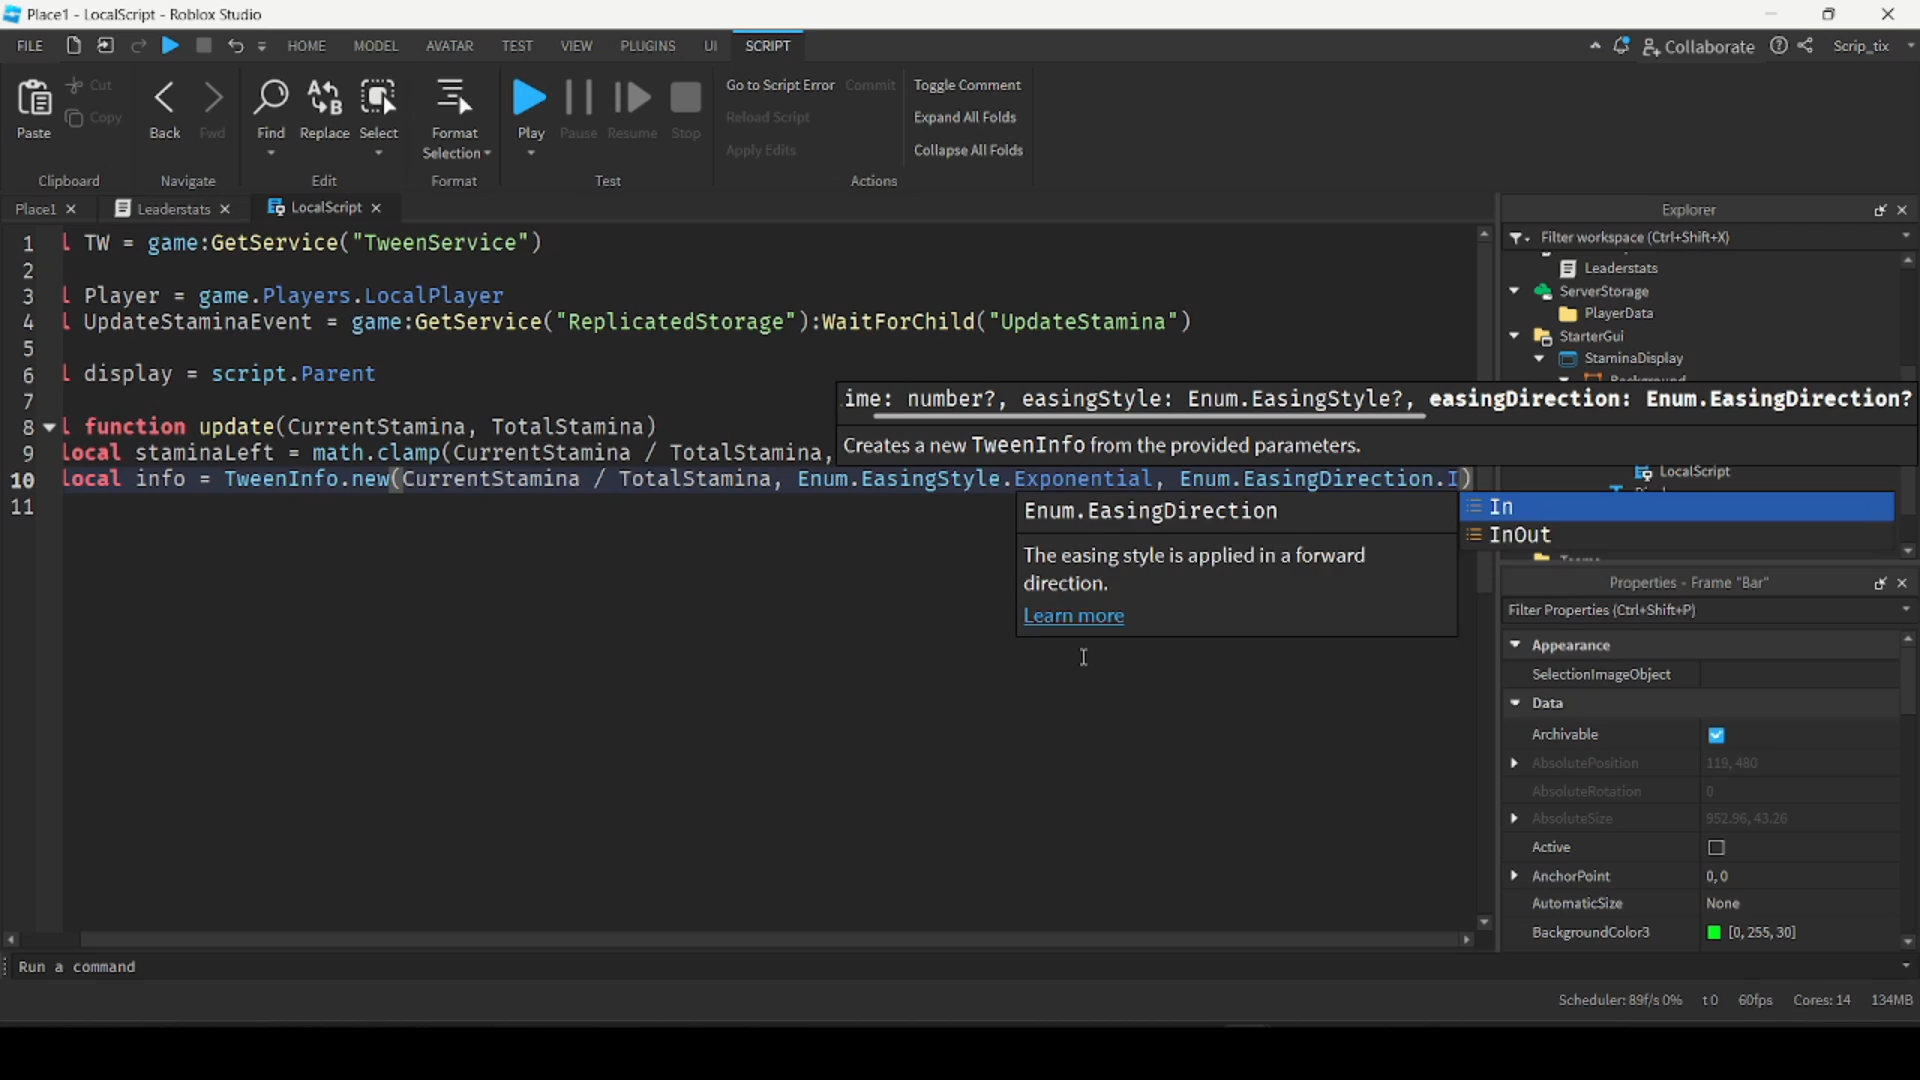 Place1 - LocalScript - Roblox Studio
FILE HOME MODEL AVATAR TEST VIEW PLUGINS UI SCRIPT Collaborate Scrip_tix
Paste Cut Copy Back Fwd Find Replace Select Format Selection Play Pause Resume Stop
Go to Script Error Commit Toggle Comment
Reload Script Expand All Folds
Apply Edits Collapse All Folds
Clipboard Navigate Edit Format Test Actions
Place1 Leaderstats LocalScript
1 l TW = game:GetService("TweenService")
2
3 l Player = game.Players.LocalPlayer
4 l UpdateStaminaEvent = game:GetService("ReplicatedStorage"):WaitForChild("UpdateStamina")
5
6 l display = script.Parent
7
8 l function update(CurrentStamina, TotalStamina)
9 local staminaLeft = math.clamp(CurrentStamina / TotalStamina,
10 local info = TweenInfo.new(CurrentStamina / TotalStamina, Enum.EasingStyle.Exponential, Enum.EasingDirection.I)
11
ime: number?, easingStyle: Enum.EasingStyle?, easingDirection: Enum.EasingDirection?
Creates a new TweenInfo from the provided parameters.
Enum.EasingDirection
The easing style is applied in a forward
direction.
Learn more
In
InOut
Explorer
Filter workspace (Ctrl+Shift+X)
Leaderstats
ServerStorage
PlayerData
StarterGui
StaminaDisplay
Background
LocalScript
Properties - Frame "Bar"
Filter Properties (Ctrl+Shift+P)
Appearance
SelectionImageObject
Data
Archivable
AbsolutePosition 119, 480
AbsoluteRotation 0
AbsoluteSize 952.96, 43.26
Active
AnchorPoint 0,0
AutomaticSize None
BackgroundColor3 [0, 255, 30]
Run a command
Scheduler: 89f/s 0% t 0 60fps Cores: 14 134MB